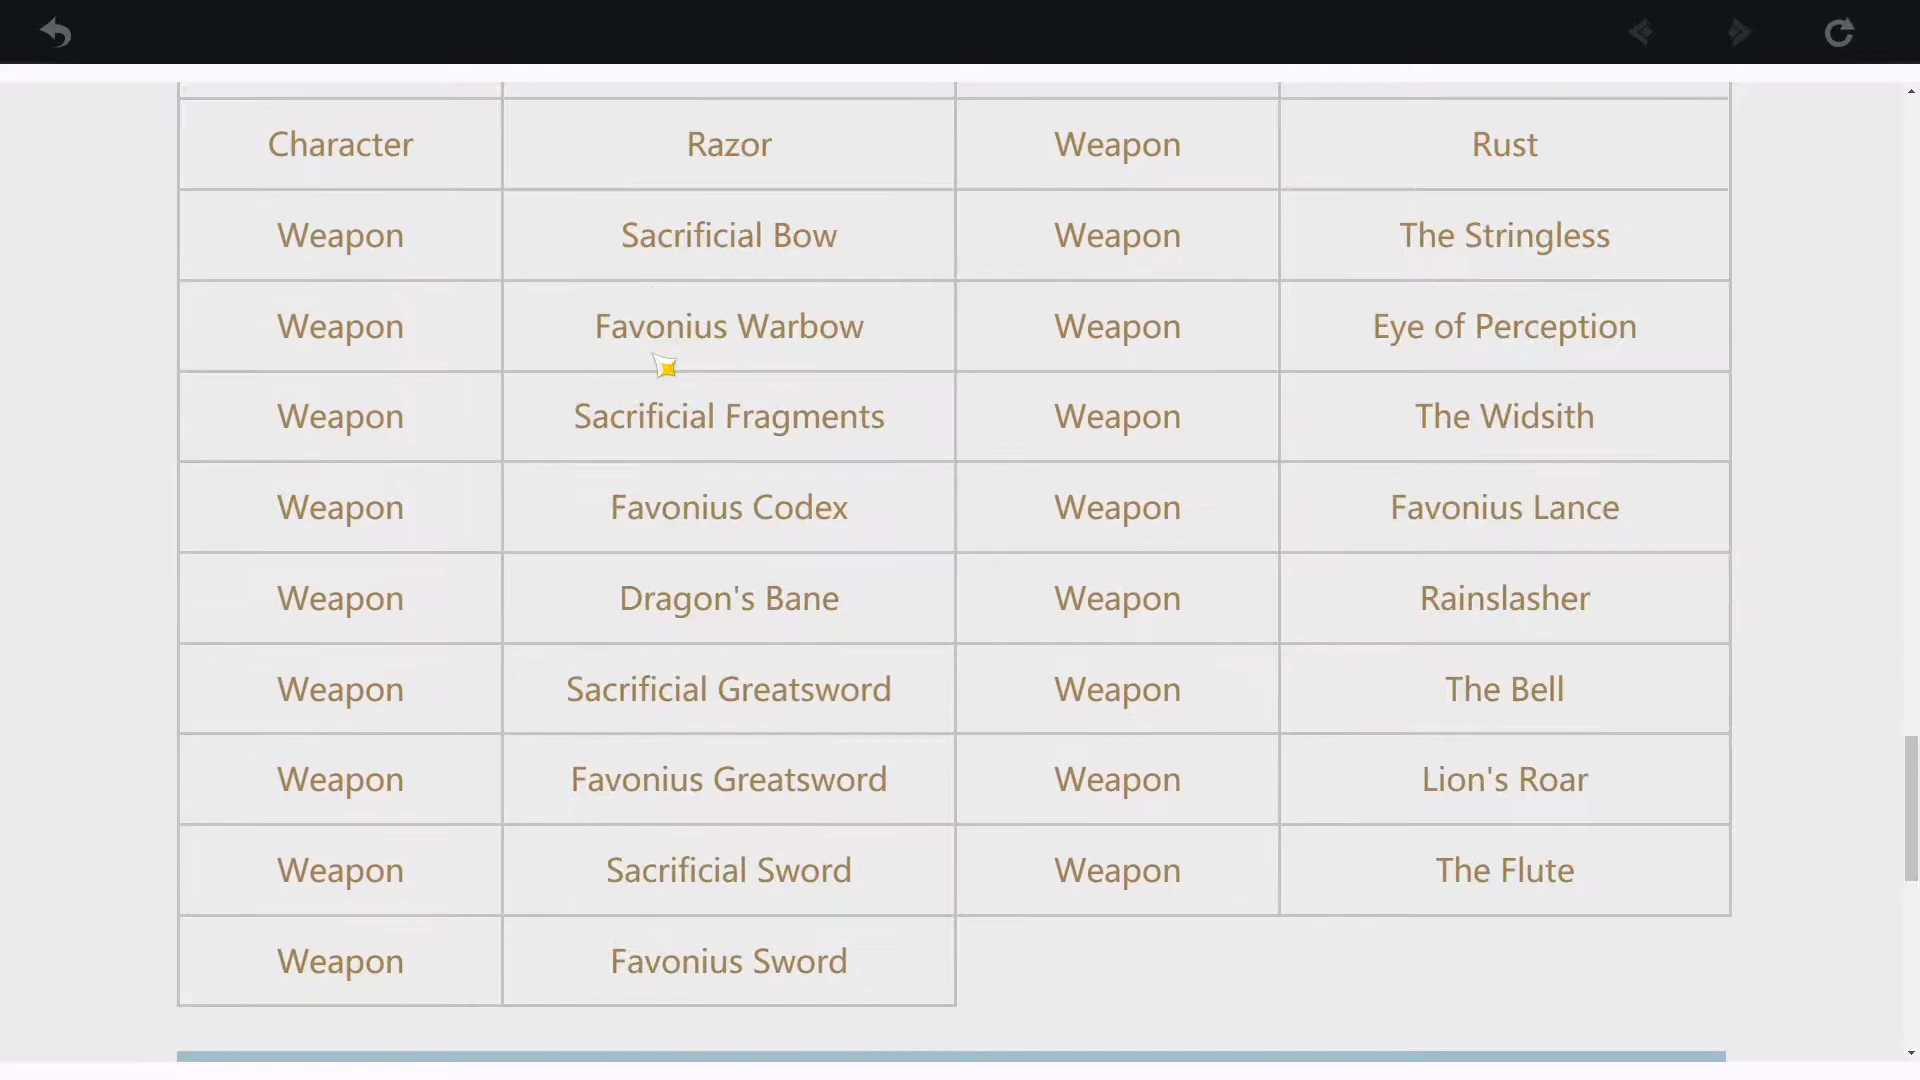 Character Razor Weapon Rust
Weapon Sacrificial Bow Weapon The Stringless
Weapon Favonius Warbow Weapon Eye of Perception
Weapon Sacrificial Fragments Weapon The Widsith
Weapon Favonius Codex Weapon Favonius Lance
Weapon Dragon's Bane Weapon Rainslasher
Weapon Sacrificial Greatsword Weapon The Bell
Weapon Favonius Greatsword Weapon Lion's Roar
Weapon Sacrificial Sword Weapon The Flute
Weapon Favonius Sword